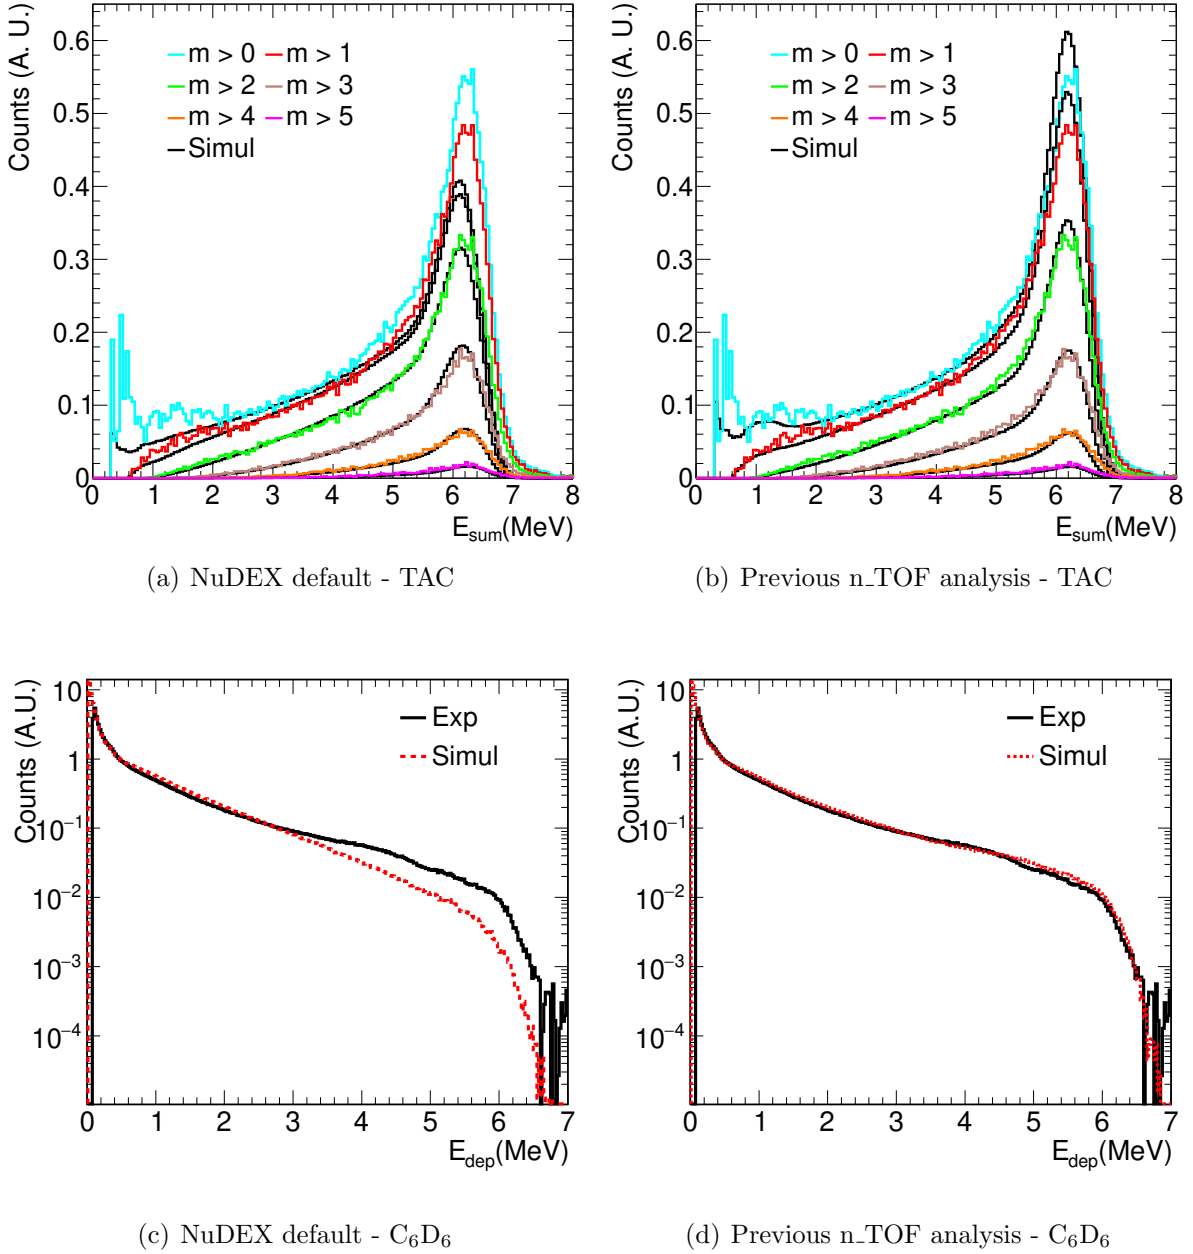 Counts (A. U.)
0.6
0.5
0.4
0.3
0.2
0.1
0
m > 0 m > 1
m > 2 m > 3
m > 4 m > 5
Simul
0 1 2 3 4 5 6 7 8
E_sum(MeV)
(a) NuDEX default - TAC
Counts (A. U.)
0.6
0.5
0.4
0.3
0.2
0.1
0
m > 0 m > 1
m > 2 m > 3
m > 4 m > 5
Simul
0 1 2 3 4 5 6 7 8
E_sum(MeV)
(b) Previous n_TOF analysis - TAC
Counts (A.U.)
10
1
10⁻¹
10⁻²
10⁻³
10⁻⁴
Exp
Simul
0 1 2 3 4 5 6 7
E_dep(MeV)
(c) NuDEX default - C₆D₆
Counts (A.U.)
10
1
10⁻¹
10⁻²
10⁻³
10⁻⁴
Exp
Simul
0 1 2 3 4 5 6 7
E_dep(MeV)
(d) Previous n_TOF analysis - C₆D₆